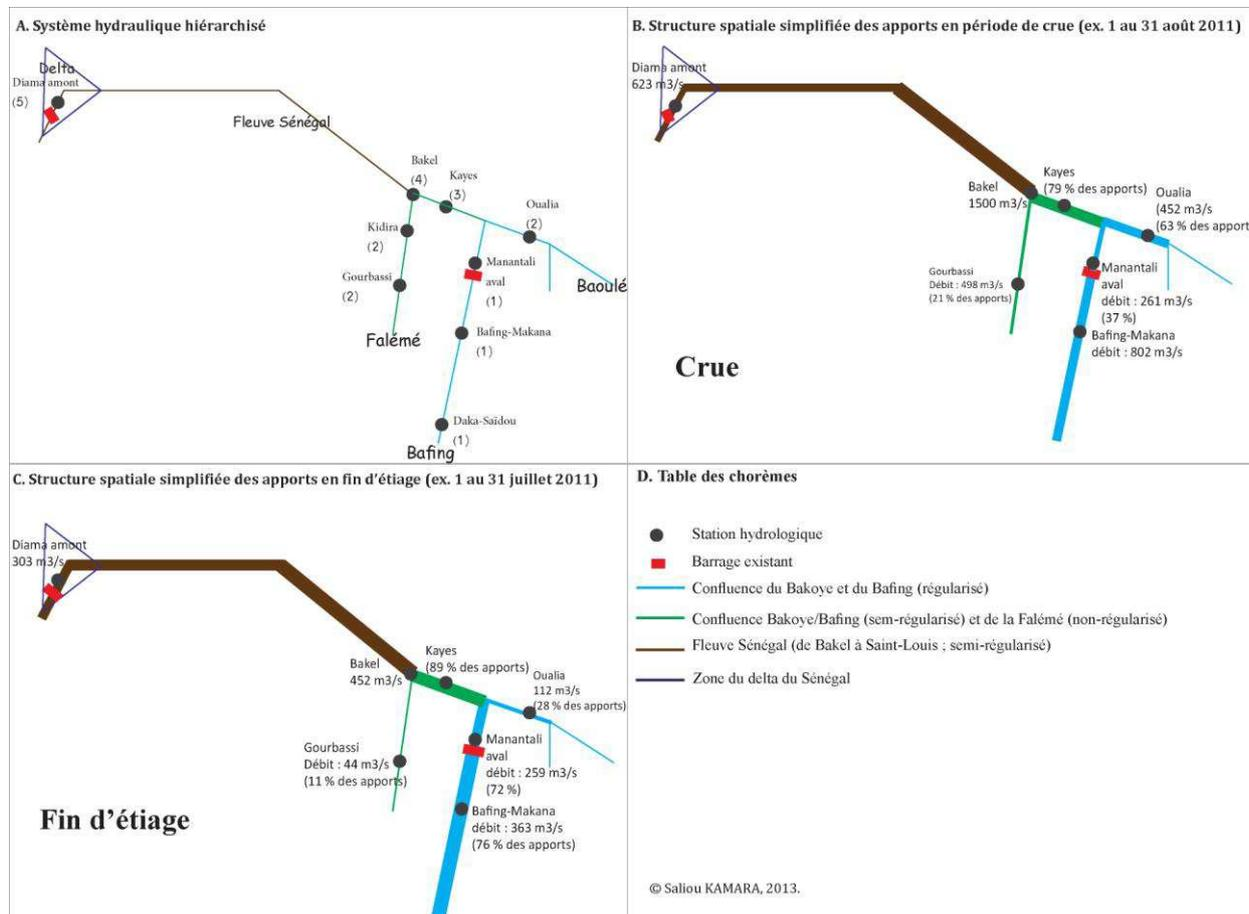 A. Système hydraulique hiérarchisé
Delta
Diama amont
(5)
Fleuve Sénégal
Bakel
(4)
Kayes
(3)
Oualia
(2)
Kidira
(2)
Gourbassi
(2)
Manantali
aval
(1)
Baoulé
Falémé
Bafing-Makana
(1)
Daka-Saïdou
(1)
Bafing
B. Structure spatiale simplifiée des apports en période de crue (ex. 1 au 31 août 2011)
Diama amont
623 m3/s
Bakel
1500 m3/s
Kayes
(79 % des apports)
Oualia
(452 m3/s
(63 % des apport
Gourbassi
Débit : 498 m3/s
(21 % des apports)
Manantali
aval
débit : 261 m3/s
(37 %)
Bafing-Makana
débit : 802 m3/s
Crue
C. Structure spatiale simplifiée des apports en fin d'étiage (ex. 1 au 31 juillet 2011)
Diama amont
303 m3/s
Bakel
452 m3/s
Kayes
(89 % des apports)
Oualia
112 m3/s
(28 % des apports)
Gourbassi
Débit : 44 m3/s
(11 % des apports)
Manantali
aval
débit : 259 m3/s
(72 %)
Bafing-Makana
débit : 363 m3/s
(76 % des apports)
Fin d'étiage
D. Table des chorèmes
Station hydrologique
Barrage existant
Confluence du Bakoye et du Bafing (régularisé)
Confluence Bakoye/Bafing (sem-régularisé) et de la Falémé (non-régularisé)
Fleuve Sénégal (de Bakel à Saint-Louis ; semi-régularisé)
Zone du delta du Sénégal
© Saliou KAMARA, 2013.